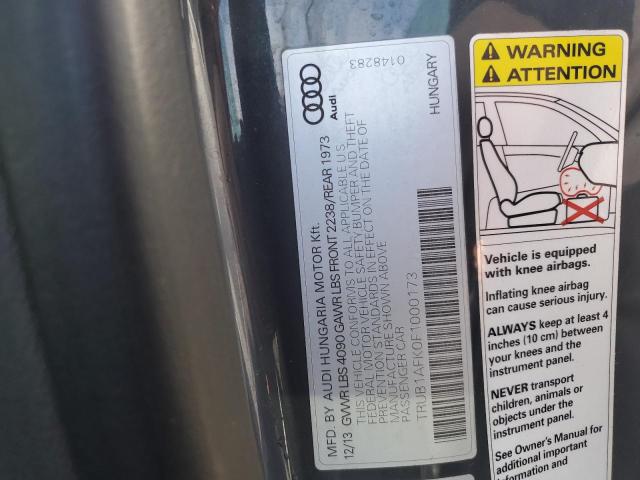 MFD. BY AUDI HUNGARIA MOTOR Kft.
12/13 GVWR LBS 4090 GAWR LBS FRONT 2238/REAR 1973
THIS VEHICLE CONFORMS TO ALL APPLICABLE U S
FEDERAL MOTOR VEHICLE SAFETY BUMPER AND THEFT
PREVENTION STANDARDS IN EFFECT ON THE DATE OF
MANUFACTURE SHOWN ABOVE
PASSENGER CAR
TRUB1AFK0F1000173
Audi
0148283
HUNGARY
WARNING
ATTENTION
Vehicle is equipped
with knee airbags.
Inflating knee airbag
can cause serious injury.
ALWAYS keep at least 4
inches (10 cm) between
your knees and the
instrument panel.
NEVER transport
children, animals or
objects under the
instrument panel.
See Owner's Manual for
additional important
information and